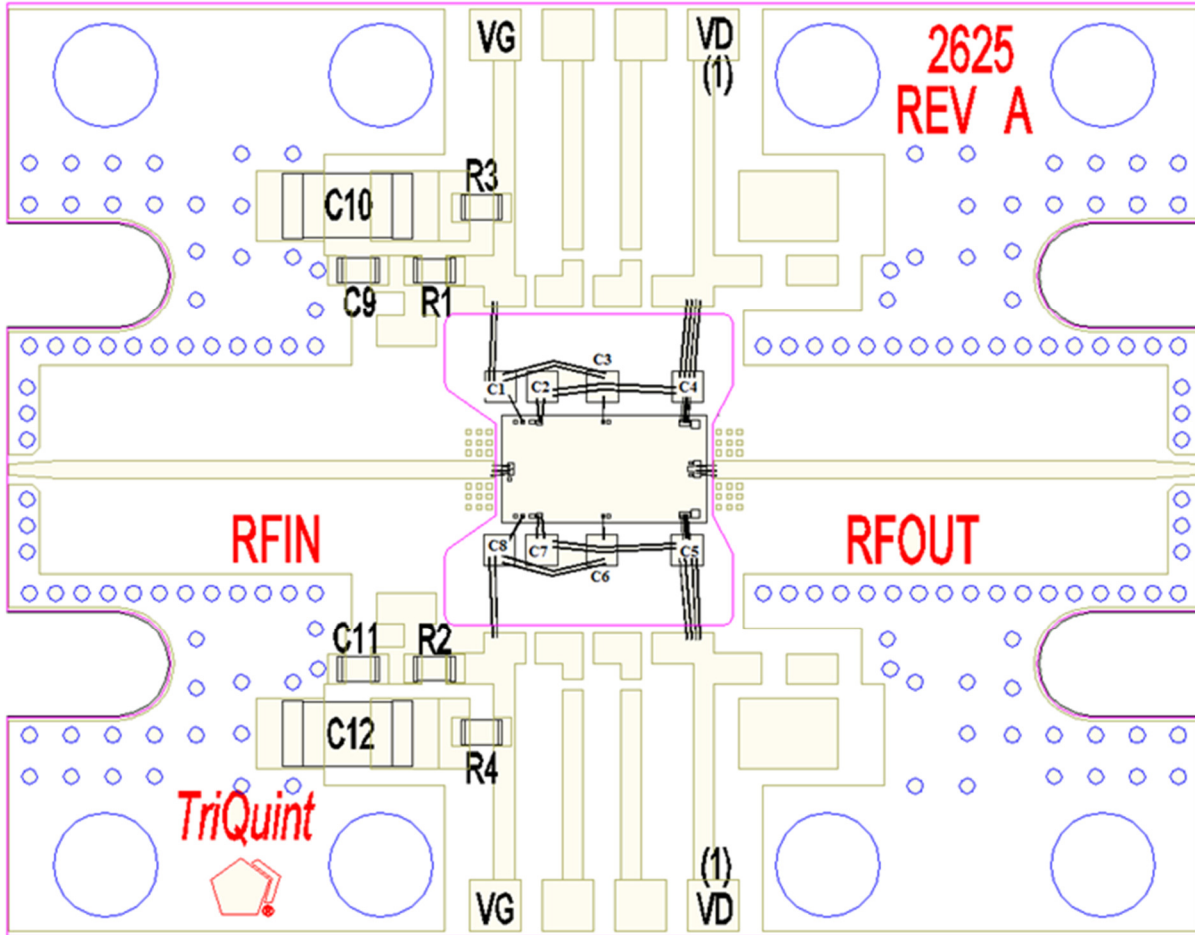 VG
VD
(1)
2625
REV A
R3
C10
C9
R1
C3
C1
C2
C4
RFIN
RFOUT
C8
C7
C5
C6
C11
R2
C12
R4
TriQuint
®
(1)
VG
VD